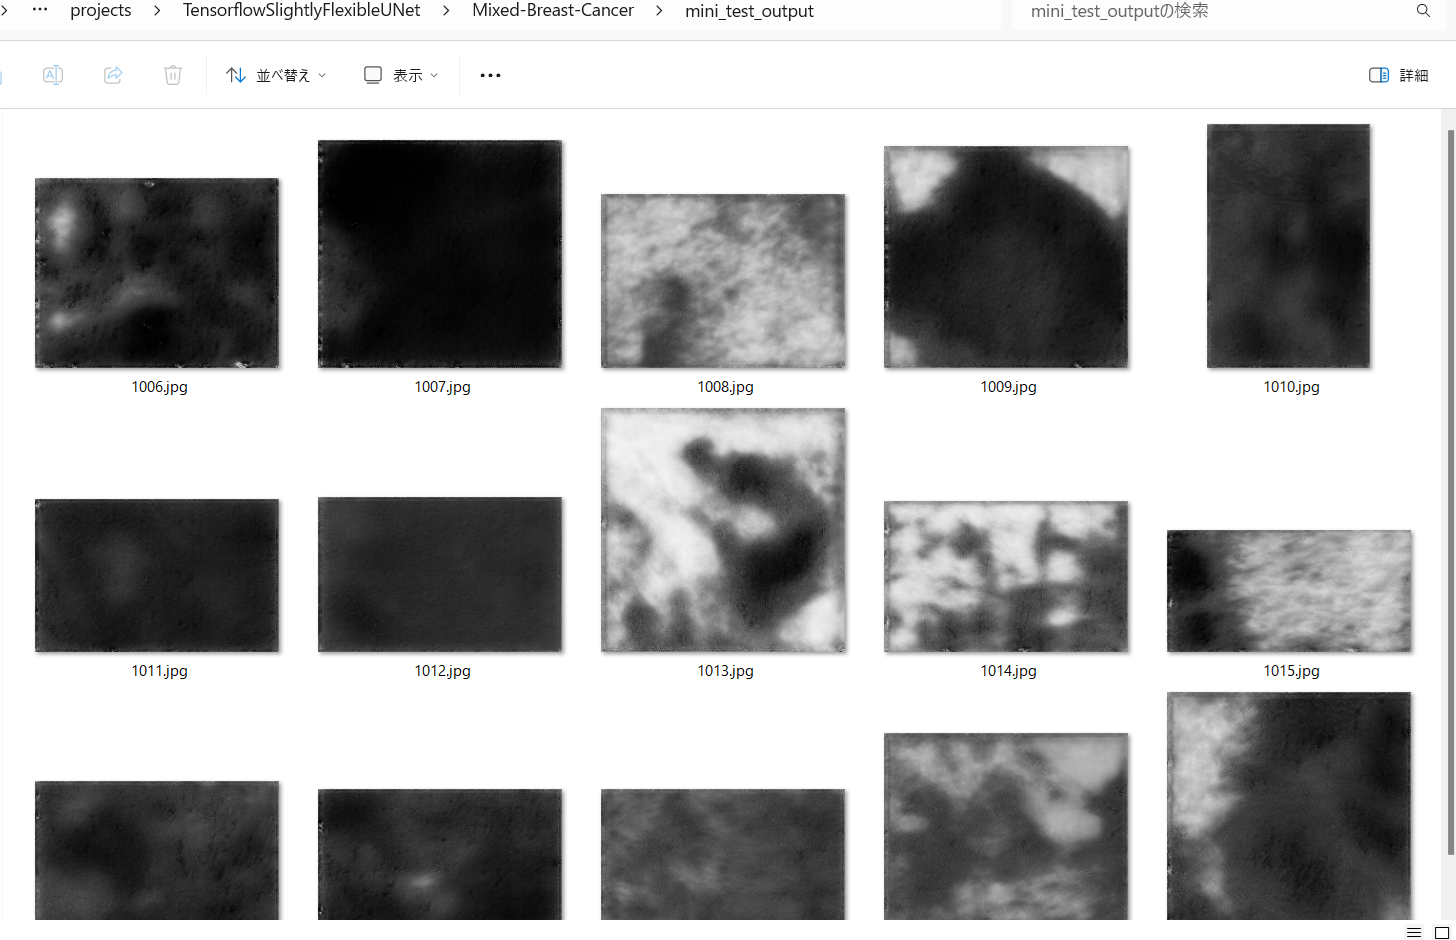 … projects > TensorflowSlightlyFlexibleUNet > Mixed-Breast-Cancer > mini_test_output mini_test_outputの検索
並べ替え 表示 … 詳細
1006.jpg 1007.jpg 1008.jpg 1009.jpg 1010.jpg
1011.jpg 1012.jpg 1013.jpg 1014.jpg 1015.jpg